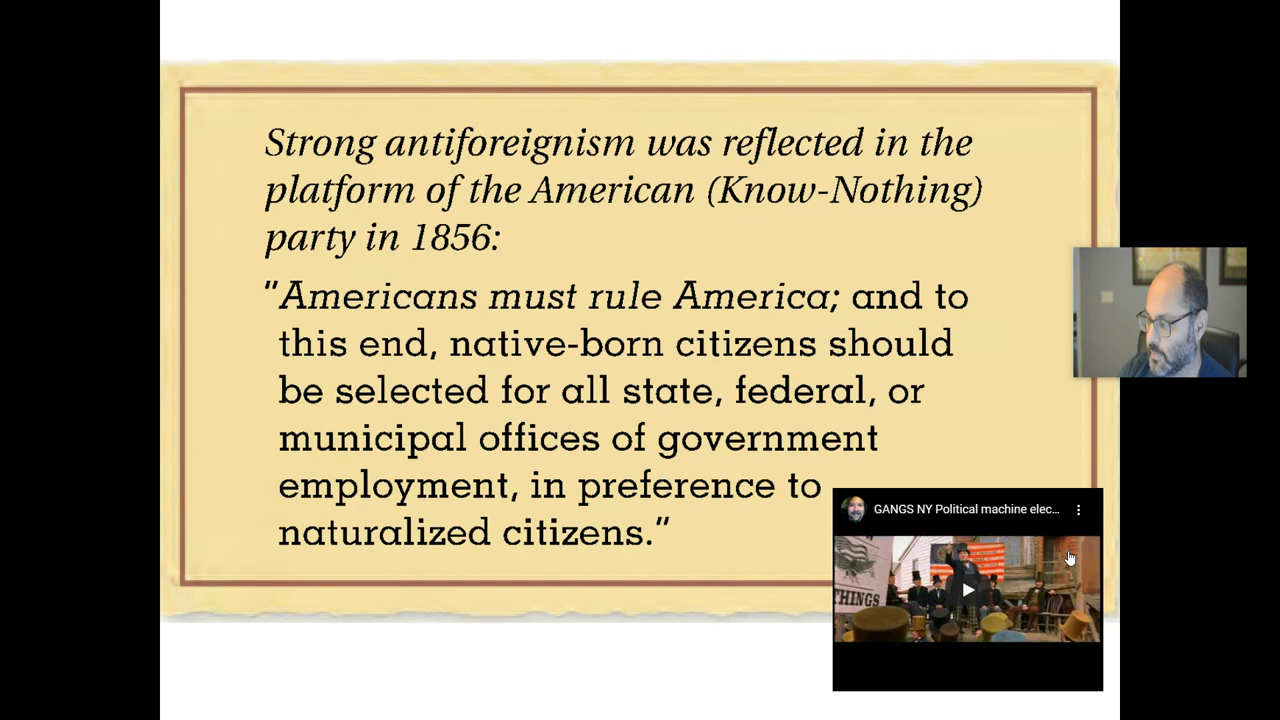 Strong antiforeignism was reflected in the
platform of the American (Know-Nothing)
party in 1856:
"Americans must rule America; and to
this end, native-born citizens should
be selected for all state, federal, or
municipal offices of government
employment, in preference to
naturalized citizens."
GANGS NY Political machine elec...
THINGS